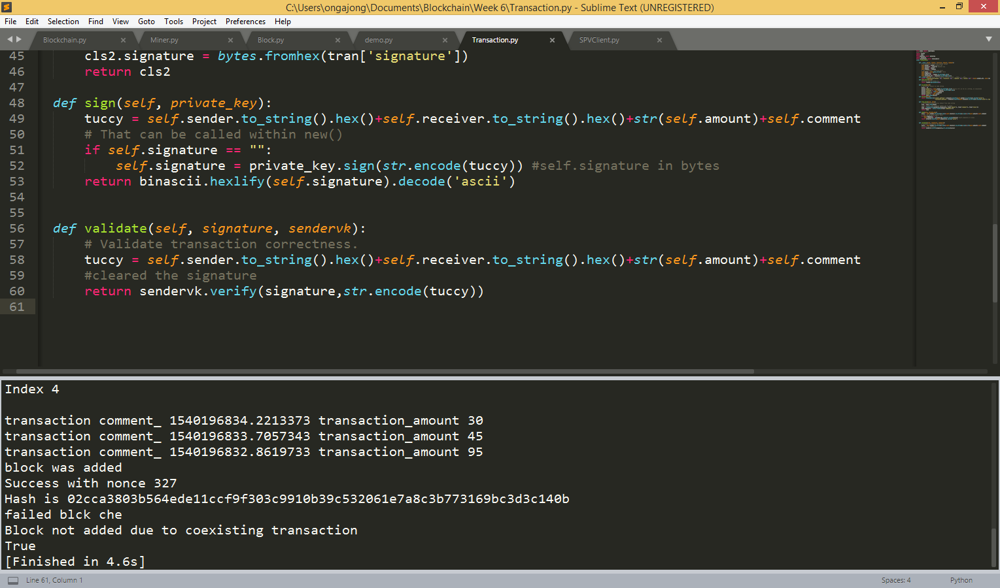 C:\Users\ongajong\Documents\Blockchain\Week 6\Transaction.py - Sublime Text (UNREGISTERED)
File Edit Selection Find View Goto Tools Project Preferences Help
Blockchain.py Miner.py Block.py demo.py Transaction.py SPVClient.py
45 cls2.signature = bytes.fromhex(tran['signature'])
46 return cls2
47
48 def sign(self, private_key):
49 tuccy = self.sender.to_string().hex()+self.receiver.to_string().hex()+str(self.amount)+self.comment
50 # That can be called within new()
51 if self.signature == "":
52 self.signature = private_key.sign(str.encode(tuccy)) #self.signature in bytes
53 return binascii.hexlify(self.signature).decode('ascii')
54
55
56 def validate(self, signature, sendervk):
57 # Validate transaction correctness.
58 tuccy = self.sender.to_string().hex()+self.receiver.to_string().hex()+str(self.amount)+self.comment
59 #cleared the signature
60 return sendervk.verify(signature,str.encode(tuccy))
61
Index 4
transaction comment_ 1540196834.2213373 transaction_amount 30
transaction comment_ 1540196833.7057343 transaction_amount 45
transaction comment_ 1540196832.8619733 transaction_amount 95
block was added
Success with nonce 327
Hash is 02cca3803b564ede11ccf9f303c9910b39c532061e7a8c3b773169bc3d3c140b
failed blck che
Block not added due to coexisting transaction
True
[Finished in 4.6s]
Line 61, Column 1 Spaces: 4 Python